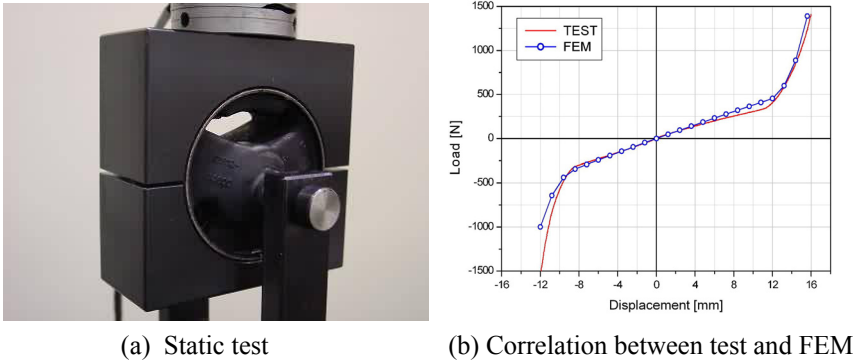 1500
1000
500
0
-500
-1000
-1500
-16 -12 -8 -4 0 4 8 12 16
Load [N]
Displacement [mm]
TEST
FEM
(a) Static test
(b) Correlation between test and FEM